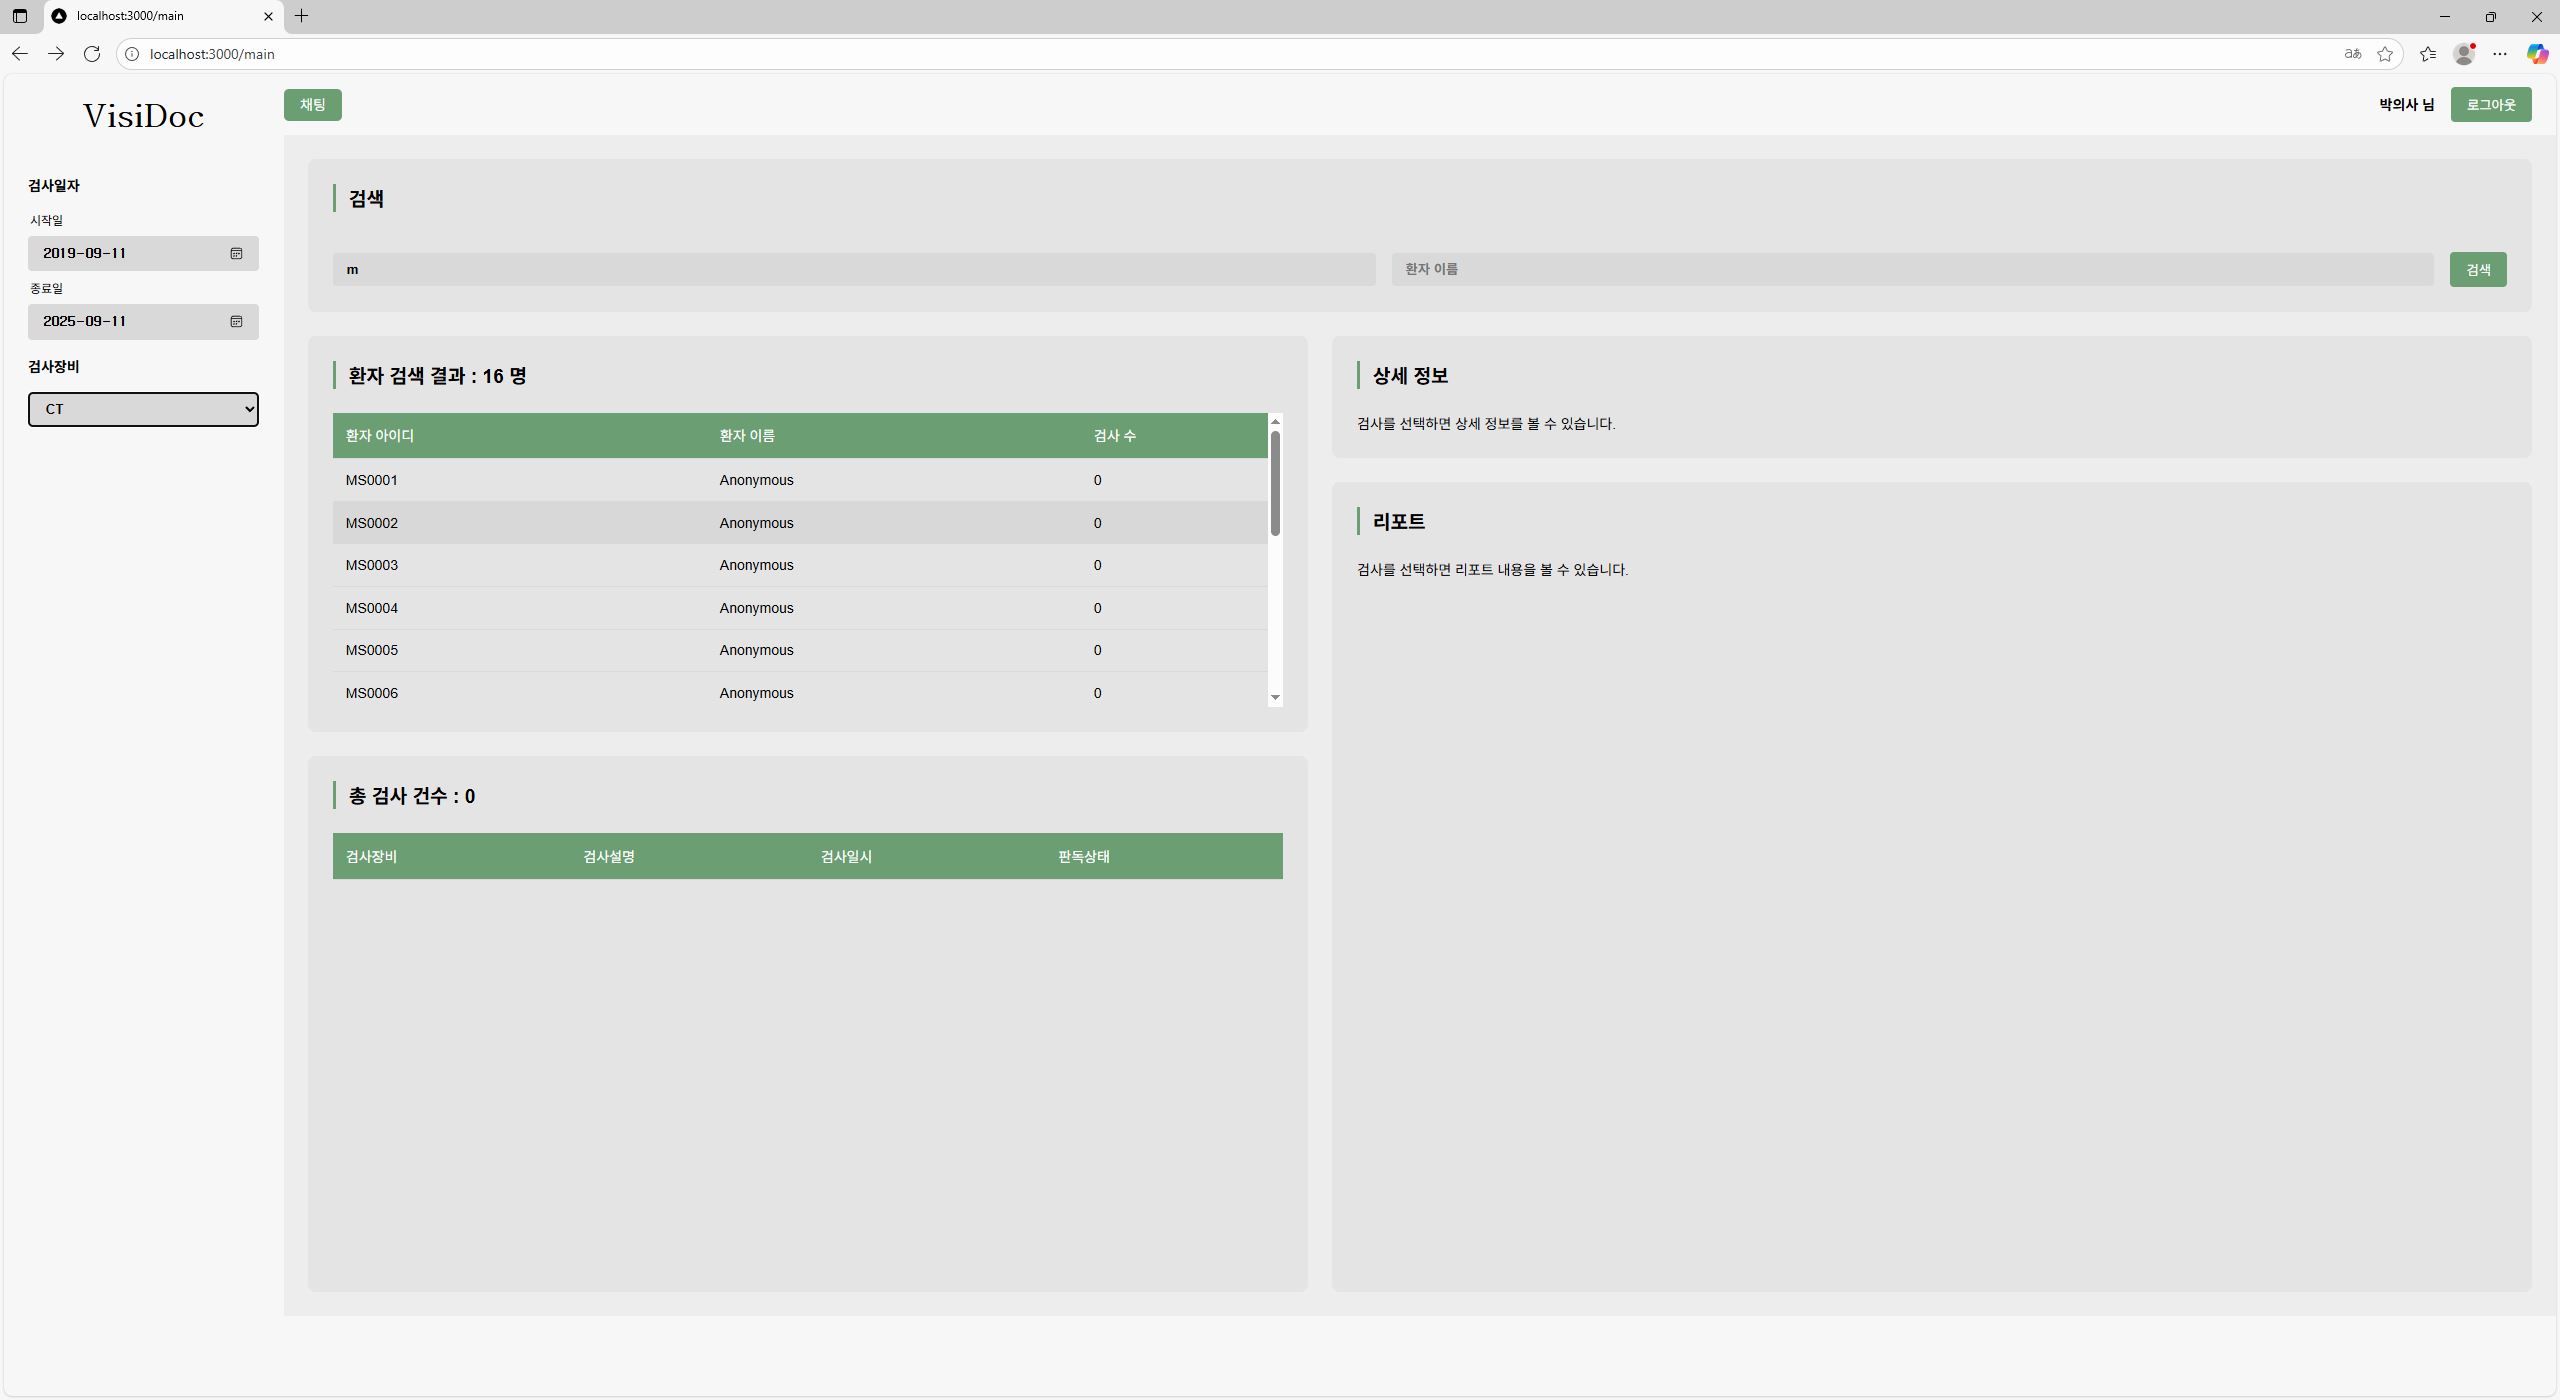 localhost:3000/main
localhost:3000/main
aあ
VisiDoc
채팅
박의사 님
로그아웃
검사일자
시작일
2019-09-11
종료일
2025-09-11
검사장비
CT
검색
m
환자 이름
검색
환자 검색 결과 : 16 명
환자 아이디 환자 이름 검사 수
MS0001 Anonymous 0
MS0002 Anonymous 0
MS0003 Anonymous 0
MS0004 Anonymous 0
MS0005 Anonymous 0
MS0006 Anonymous 0
총 검사 건수 : 0
검사장비 검사설명 검사일시 판독상태
상세 정보
검사를 선택하면 상세 정보를 볼 수 있습니다.
리포트
검사를 선택하면 리포트 내용을 볼 수 있습니다.